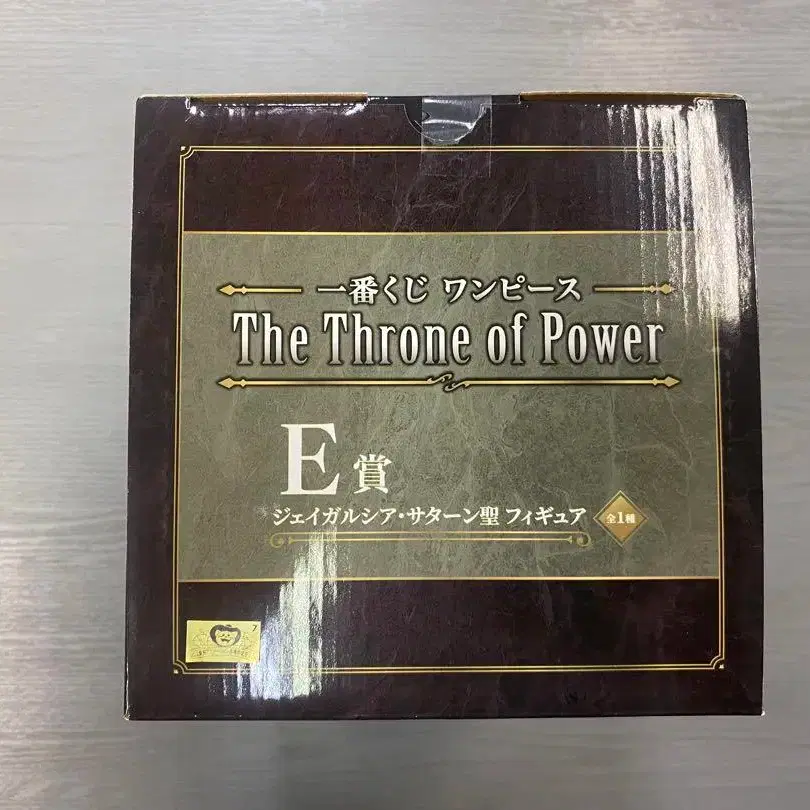 一番くじ ワンピース
The Throne of Power
E賞
ジェイガルシア・サターン聖 フィギュア 全1種
7